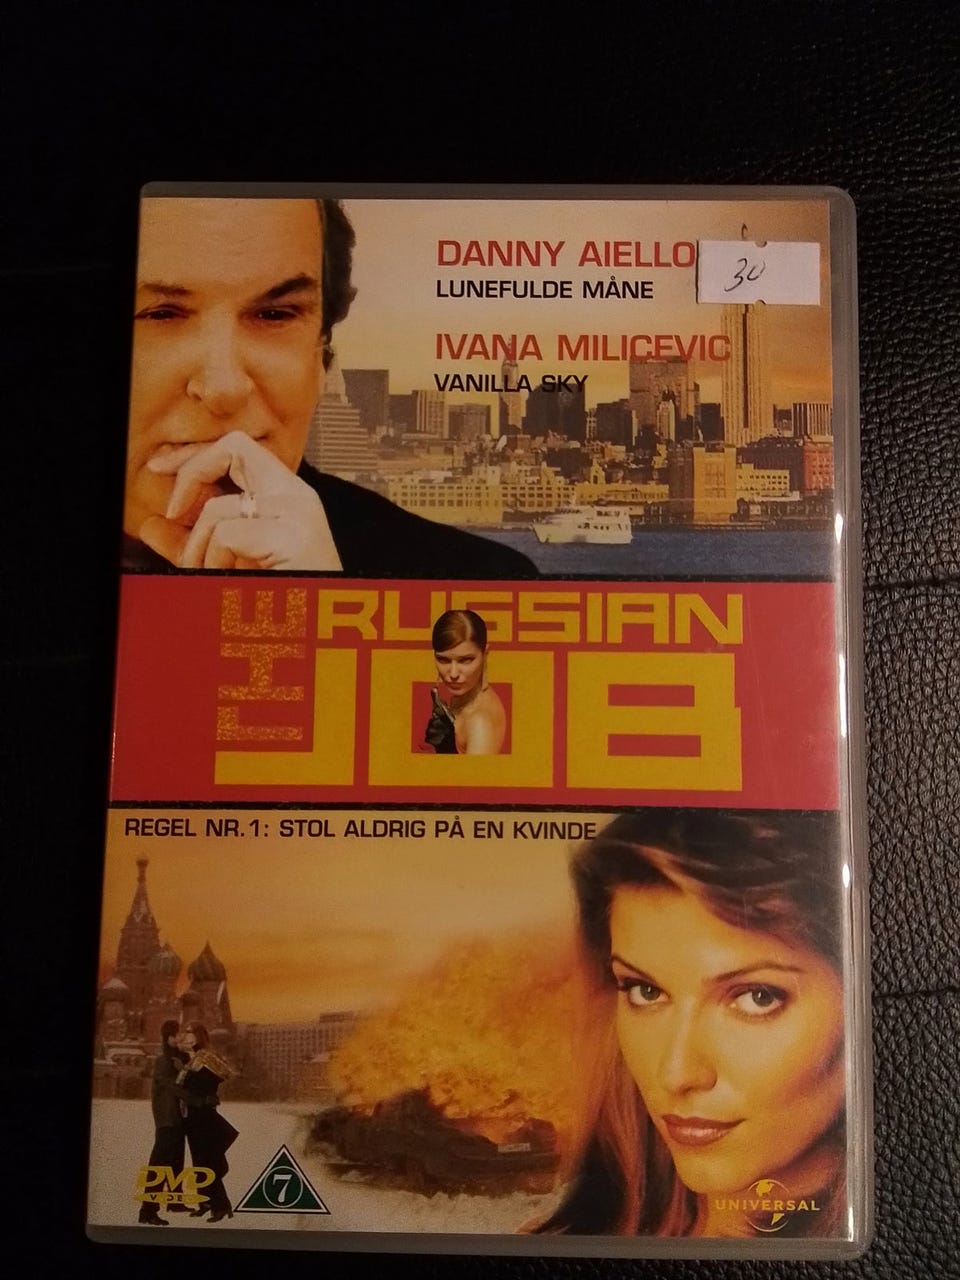 DANNY AIELLO
30
LUNEFULDE MÅNE
IVANA MILICEVIC
VANILLA SKY
THE
RUSSIAN
JOB
REGEL NR.1: STOL ALDRIG PÅ EN KVINDE
DVD
VIDEO
7
UNIVERSAL